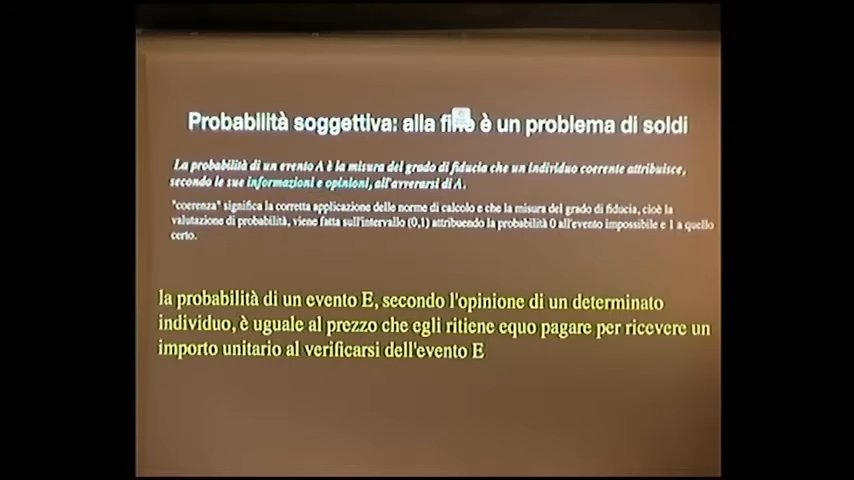 Probabilità soggettiva: alla fine è un problema di soldi
La probabilità di un evento A è la misura del grado di fiducia che un individuo coerente attribuisce,
secondo le sue informazioni e opinioni, all'avverarsi di A.
"coerenza" significa la corretta applicazione delle norme di calcolo e che la misura del grado di fiducia, cioè la
valutazione di probabilità, viene fatta sull'intervallo (0,1) attribuendo la probabilità 0 all'evento impossibile e 1 a quello
certo.
la probabilità di un evento E, secondo l'opinione di un determinato
individuo, è uguale al prezzo che egli ritiene equo pagare per ricevere un
importo unitario al verificarsi dell'evento E